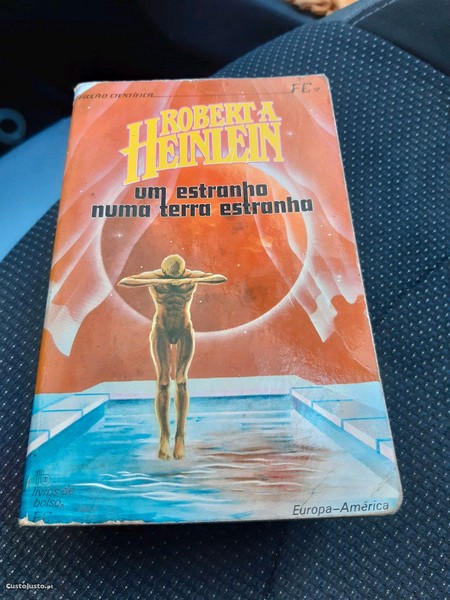 FICÇÃO CIENTÍFICA
FC
ROBERT A
HEINLEIN
um estranho
numa terra estranha
livros de
bolso
Europa-América
CustoJusto.pt